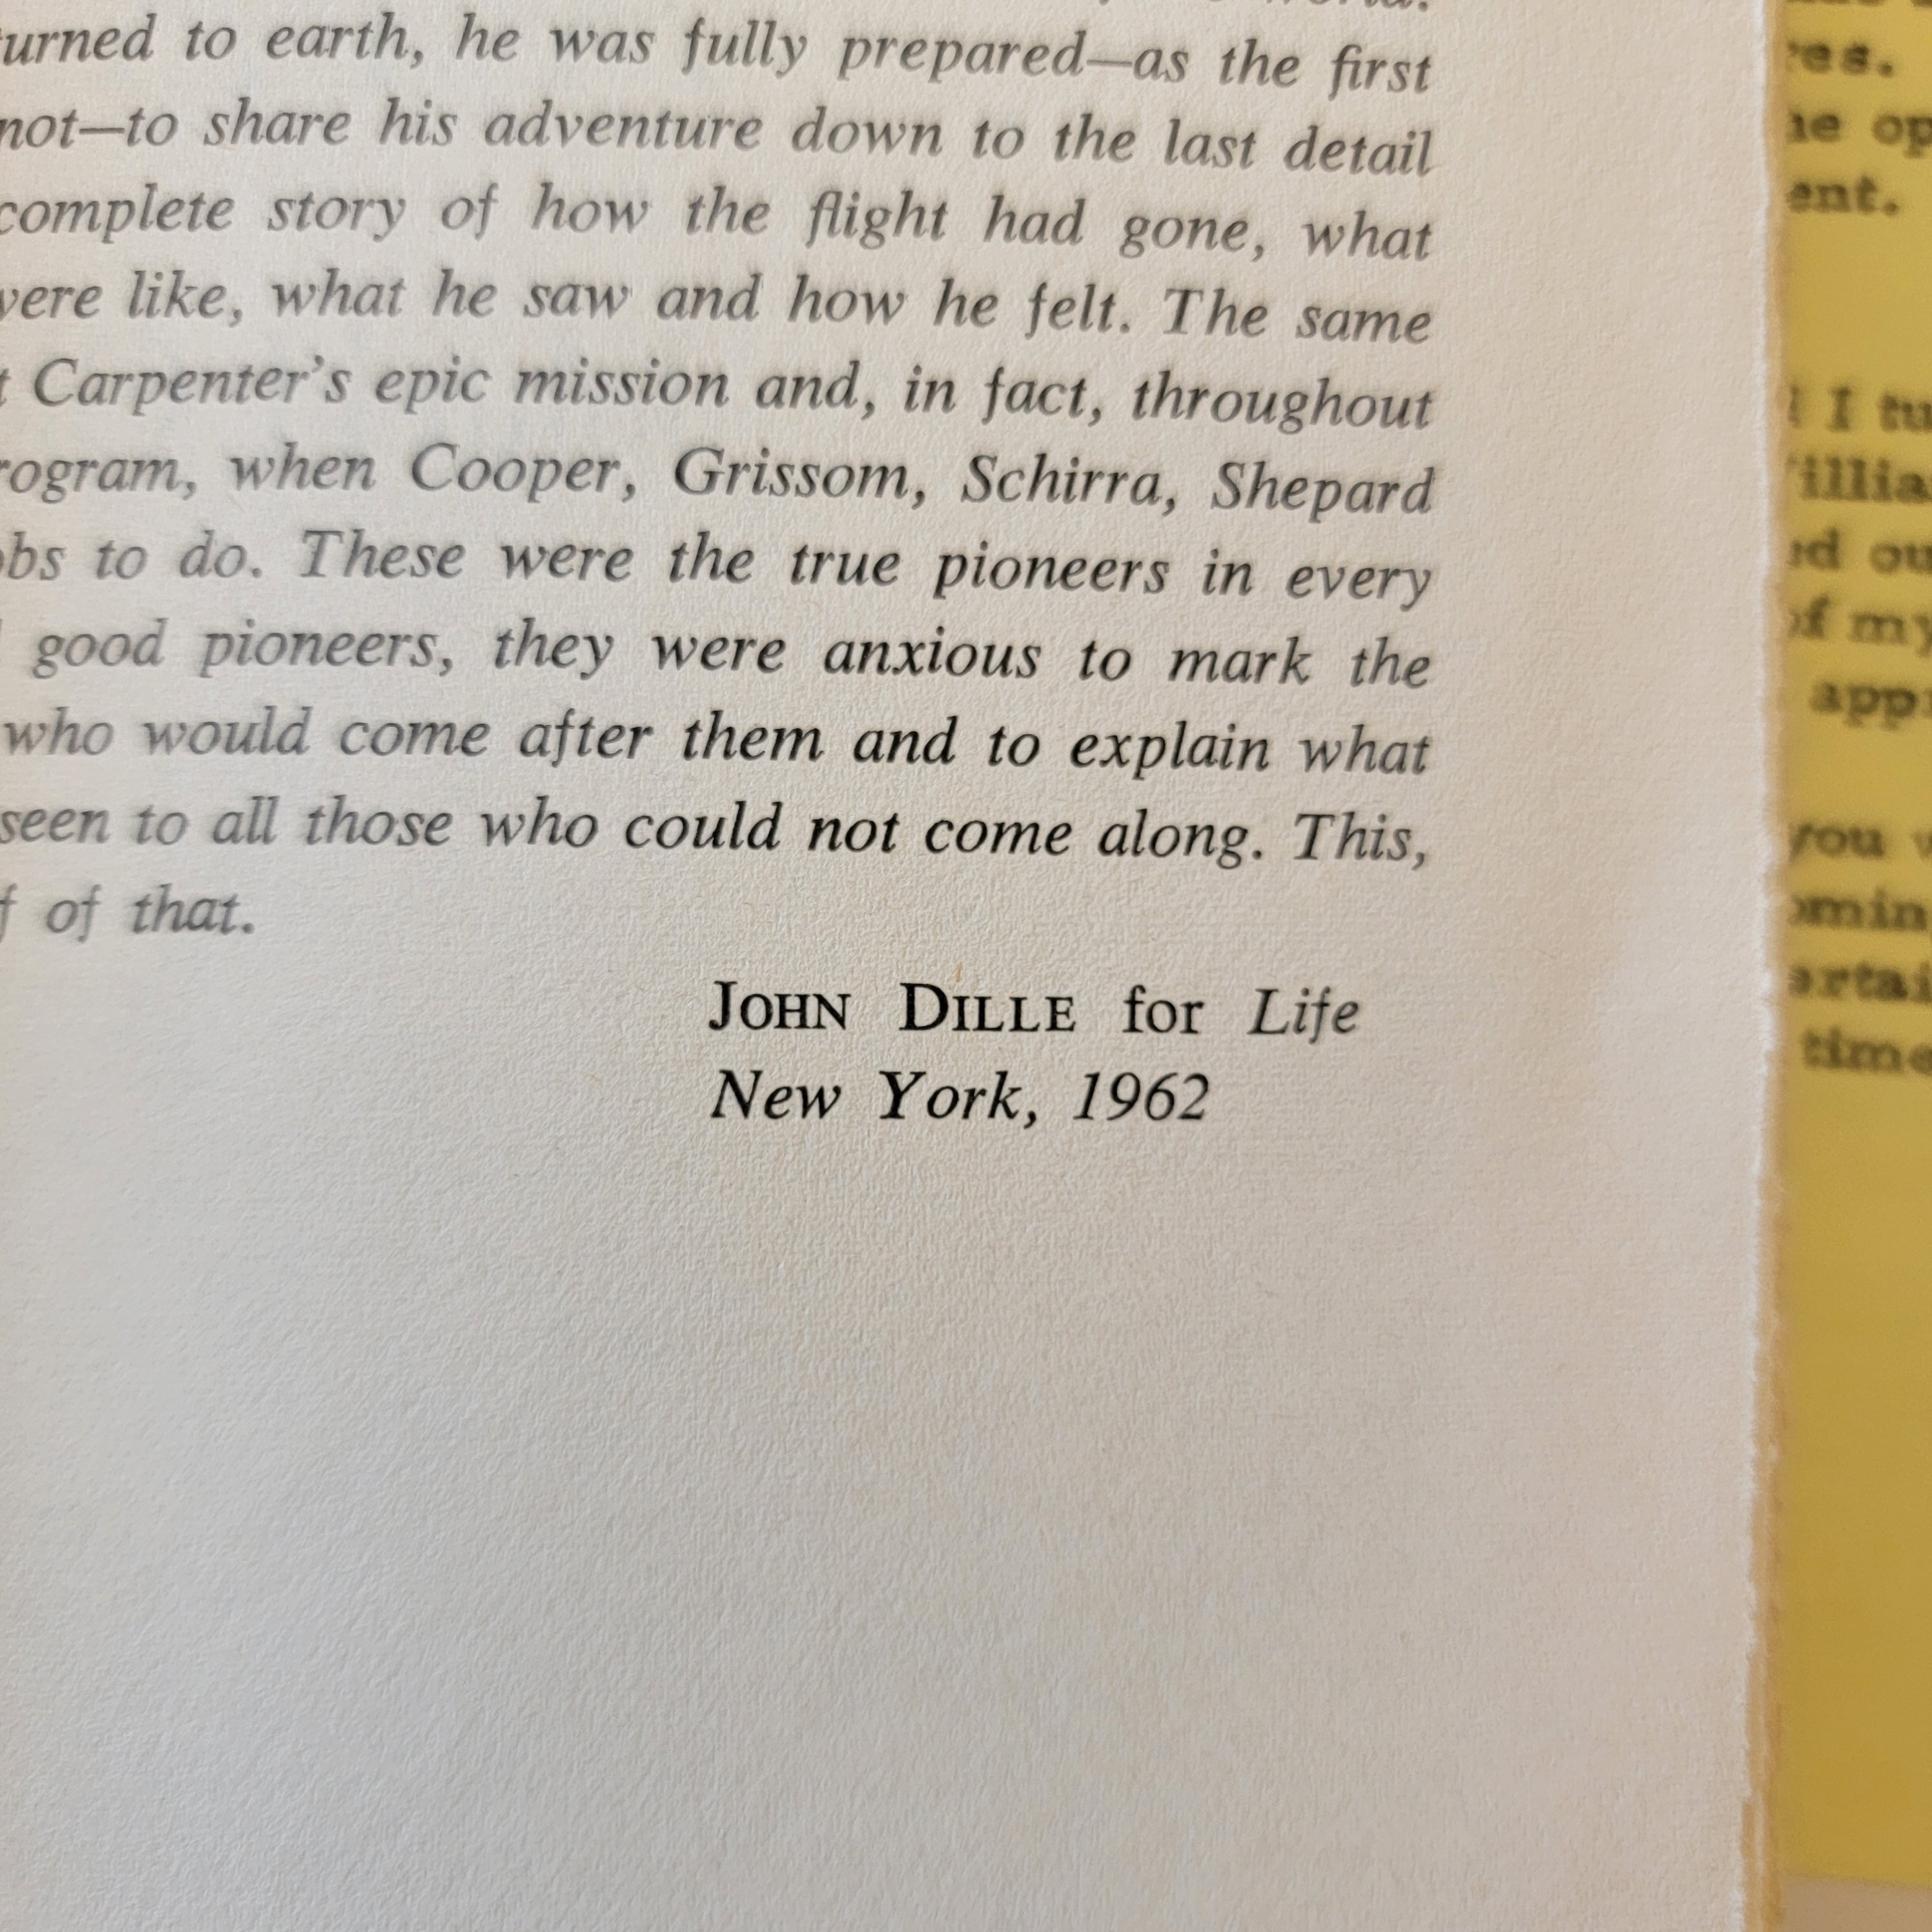 to earth, he was fully prepared—as the first
not—to share his adventure down to the last detail
complete story of how the flight had gone, what
were like, what he saw and how he felt. The same
Carpenter's epic mission and, in fact, throughout
when Cooper, Grissom, Schirra, Shepard
to do. These were the true pioneers in every
good pioneers, they were anxious to mark the
who would come after them and to explain what
seen to all those who could not come along. This,
of that.
JOHN DILLE for Life
New York, 1962
I
of my
you
time